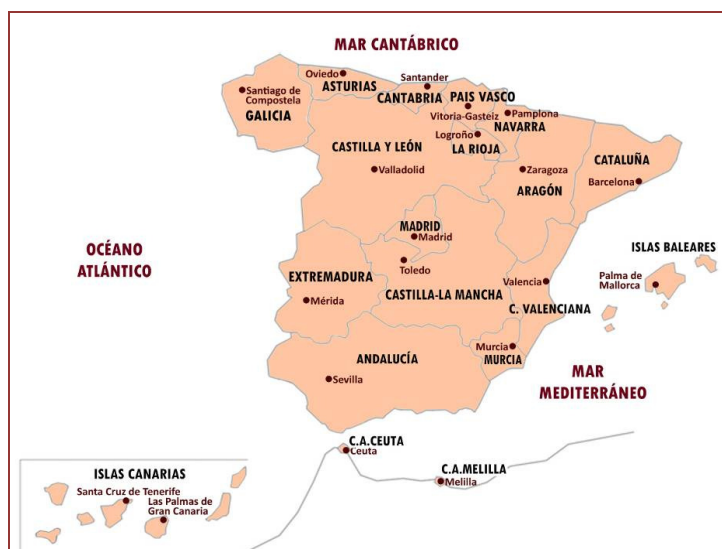 MAR CANTÁBRICO
Oviedo
ASTURIAS
Santander
CANTABRIA
PAIS VASCO
Vitoria-Gasteiz
Pamplona
NAVARRA
Santiago de
Compostela
GALICIA
Logroño
LA RIOJA
CASTILLA Y LEÓN
Valladolid
Zaragoza
ARAGÓN
CATALUÑA
Barcelona
MADRID
Madrid
OCÉANO
ATLÁNTICO
ISLAS BALEARES
Palma de
Mallorca
EXTREMADURA
Mérida
Toledo
CASTILLA-LA MANCHA
Valencia
C. VALENCIANA
ANDALUCÍA
Sevilla
Murcia
MURCIA
MAR
MEDITERRÁNEO
C.A.CEUTA
Ceuta
C.A.MELILLA
Melilla
ISLAS CANARIAS
Santa Cruz de Tenerife
Las Palmas de
Gran Canaria